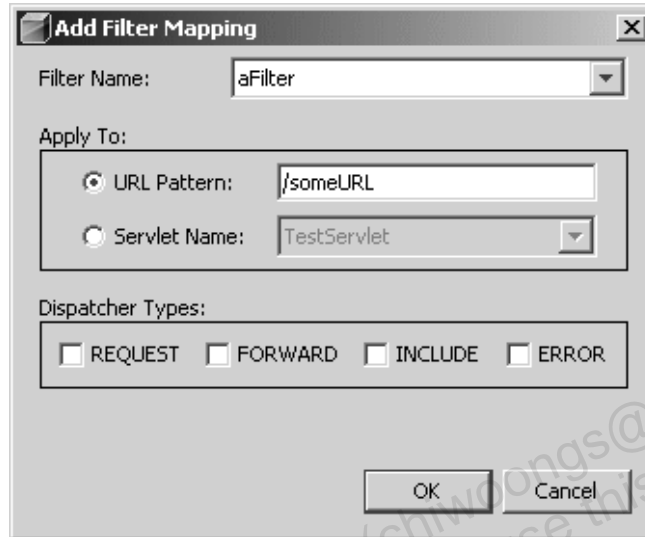 Add Filter Mapping
Filter Name: aFilter
Apply To:
URL Pattern: /someURL
Servlet Name: TestServlet
Dispatcher Types:
REQUEST FORWARD INCLUDE ERROR
OK Cancel